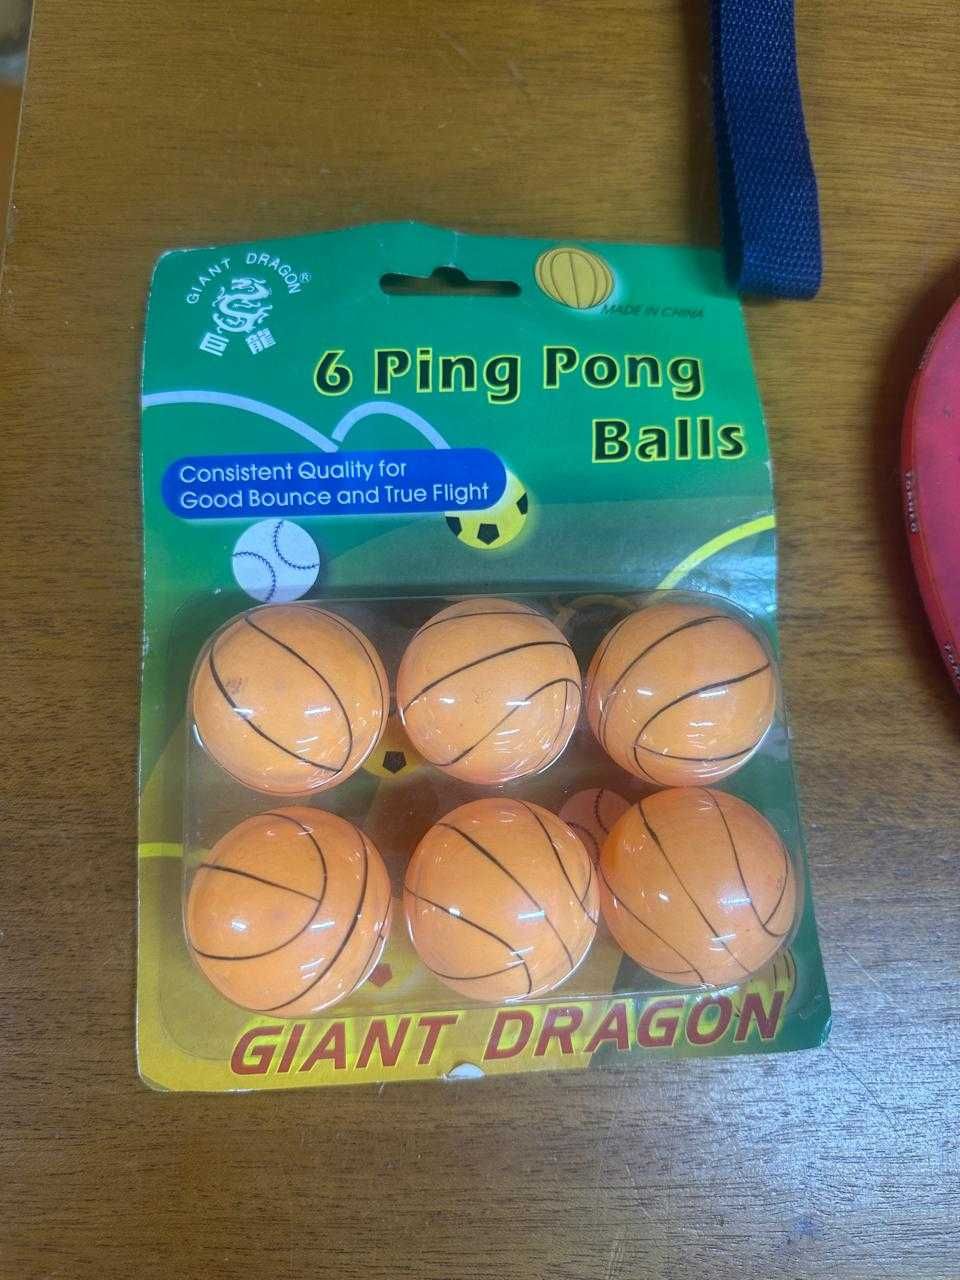 GIANT DRAGON®
巨龍
MADE IN CHINA
6 Ping Pong
Balls
Consistent Quality for
Good Bounce and True Flight
GIANT DRAGON
TORNEO